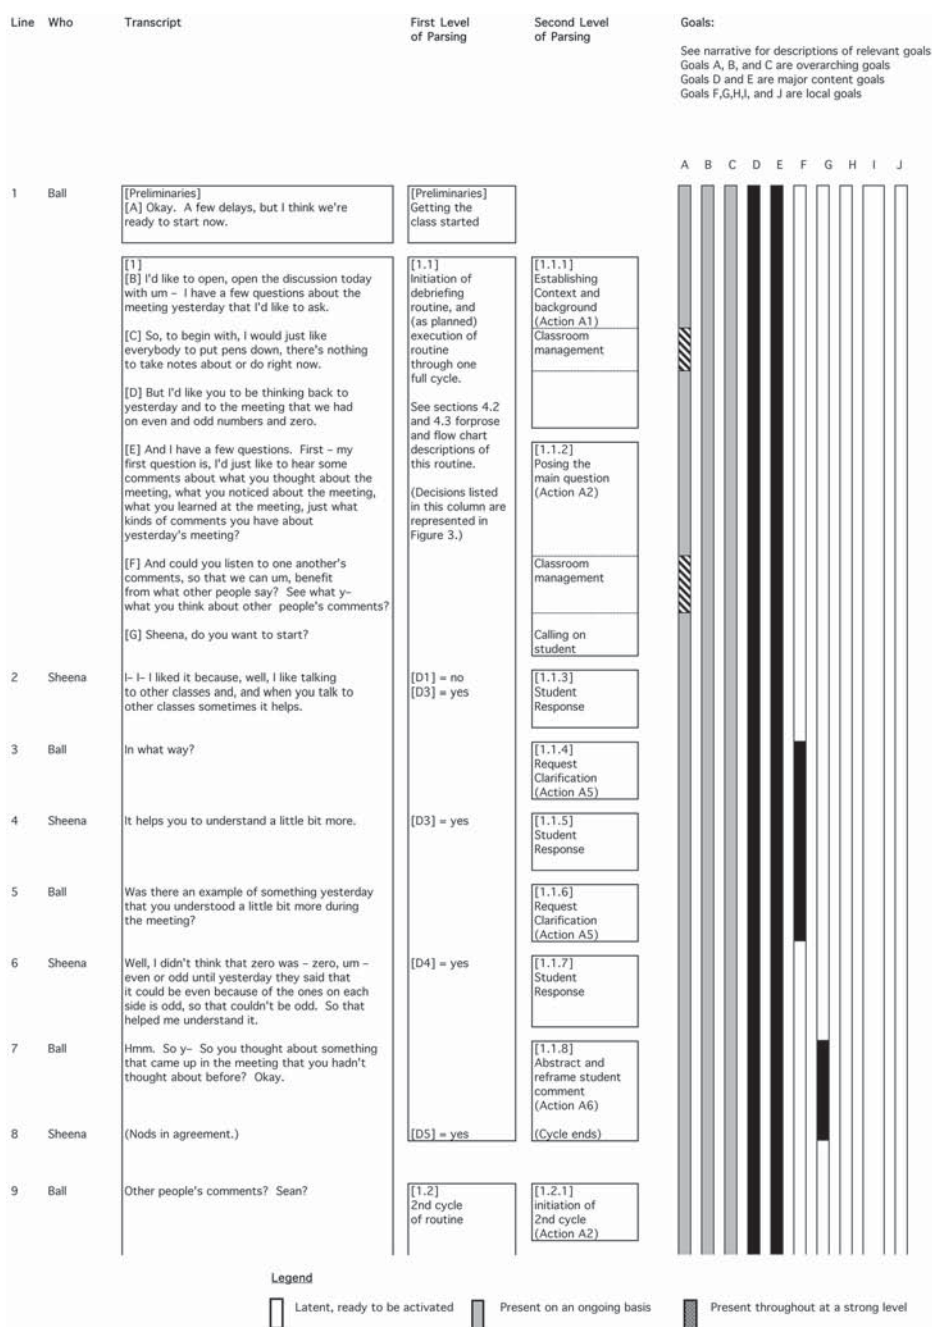 Line Who Transcript First Level of Parsing Second Level of Parsing Goals:
See narrative for descriptions of relevant goals
Goals A, B, and C are overarching goals
Goals D and E are major content goals
Goals F,G,H,I, and J are local goals
A B C D E F G H I J
1 Ball
[Preliminaries]
[A] Okay. A few delays, but I think we're
ready to start now.
[Preliminaries]
Getting the
class started
[1]
[B] I'd like to open, open the discussion today
with um – I have a few questions about the
meeting yesterday that I'd like to ask.
[C] So, to begin with, I would just like
everybody to put pens down, there's nothing
to take notes about or do right now.
[D] But I'd like you to be thinking back to
yesterday and to the meeting that we had
on even and odd numbers and zero.
[E] And I have a few questions. First – my
first question is, I'd just like to hear some
comments about what you thought about the
meeting, what you noticed about the meeting,
what you learned at the meeting, just what
kinds of comments you have about
yesterday's meeting?
[F] And could you listen to one another's
comments, so that we can um, benefit
from what other people say? See what y–
what you think about other people's comments?
[G] Sheena, do you want to start?
[1.1]
Initiation of
debriefing
routine, and
(as planned)
execution of
routine
through one
full cycle.
See sections 4.2
and 4.3 forprose
and flow chart
descriptions of
this routine.
(Decisions listed
in this column are
represented in
Figure 3.)
[1.1.1]
Establishing
Context and
background
(Action A1)
Classroom
management
[1.1.2]
Posing the
main question
(Action A2)
Classroom
management
Calling on
student
2 Sheena
I– I– I liked it because, well, I like talking
to other classes and, and when you talk to
other classes sometimes it helps.
[D1] = no
[D3] = yes
[1.1.3]
Student
Response
3 Ball
In what way?
[1.1.4]
Request
Clarification
(Action A5)
4 Sheena
It helps you to understand a little bit more.
[D3] = yes
[1.1.5]
Student
Response
5 Ball
Was there an example of something yesterday
that you understood a little bit more during
the meeting?
[1.1.6]
Request
Clarification
(Action A5)
6 Sheena
Well, I didn't think that zero was – zero, um –
even or odd until yesterday they said that
it could be even because of the ones on each
side is odd, so that couldn't be odd. So that
helped me understand it.
[D4] = yes
[1.1.7]
Student
Response
7 Ball
Hmm. So y– So you thought about something
that came up in the meeting that you hadn't
thought about before? Okay.
[1.1.8]
Abstract and
reframe student
comment
(Action A6)
8 Sheena
(Nods in agreement.)
[D5] = yes
(Cycle ends)
9 Ball
Other people's comments? Sean?
[1.2]
2nd cycle
of routine
[1.2.1]
initiation of
2nd cycle
(Action A2)
Legend
Latent, ready to be activated Present on an ongoing basis Present throughout at a strong level